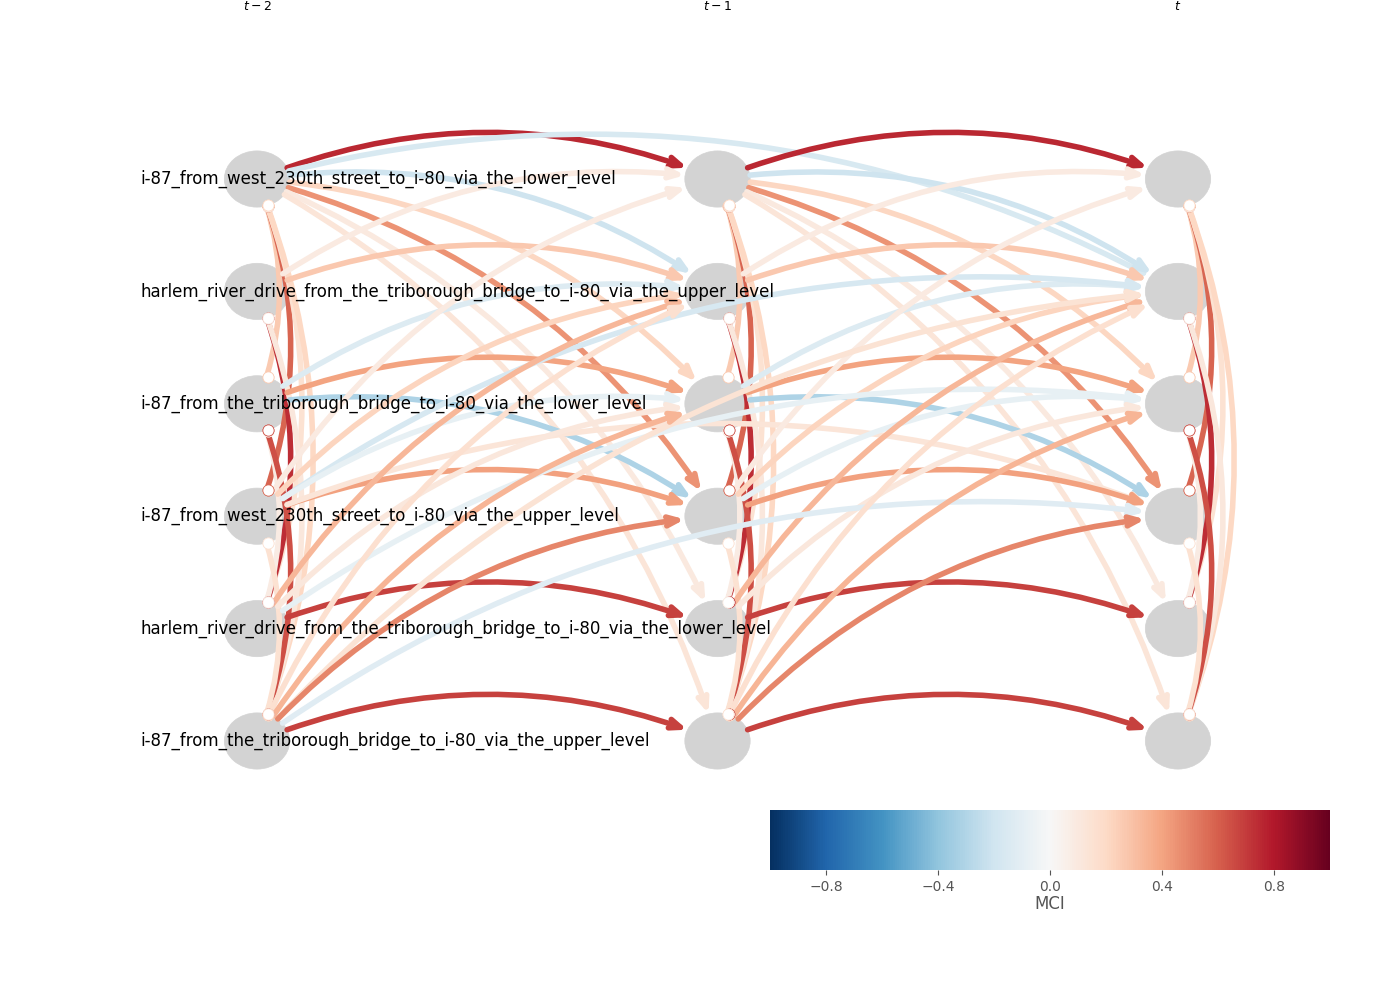 t − 2 t − 1 t
i-87_from_west_230th_street_to_i-80_via_the_lower_level
harlem_river_drive_from_the_triborough_bridge_to_i-80_via_the_upper_level
i-87_from_the_triborough_bridge_to_i-80_via_the_lower_level
i-87_from_west_230th_street_to_i-80_via_the_upper_level
harlem_river_drive_from_the_triborough_bridge_to_i-80_via_the_lower_level
i-87_from_the_triborough_bridge_to_i-80_via_the_upper_level
−0.8 −0.4 0.0 0.4 0.8
MCI